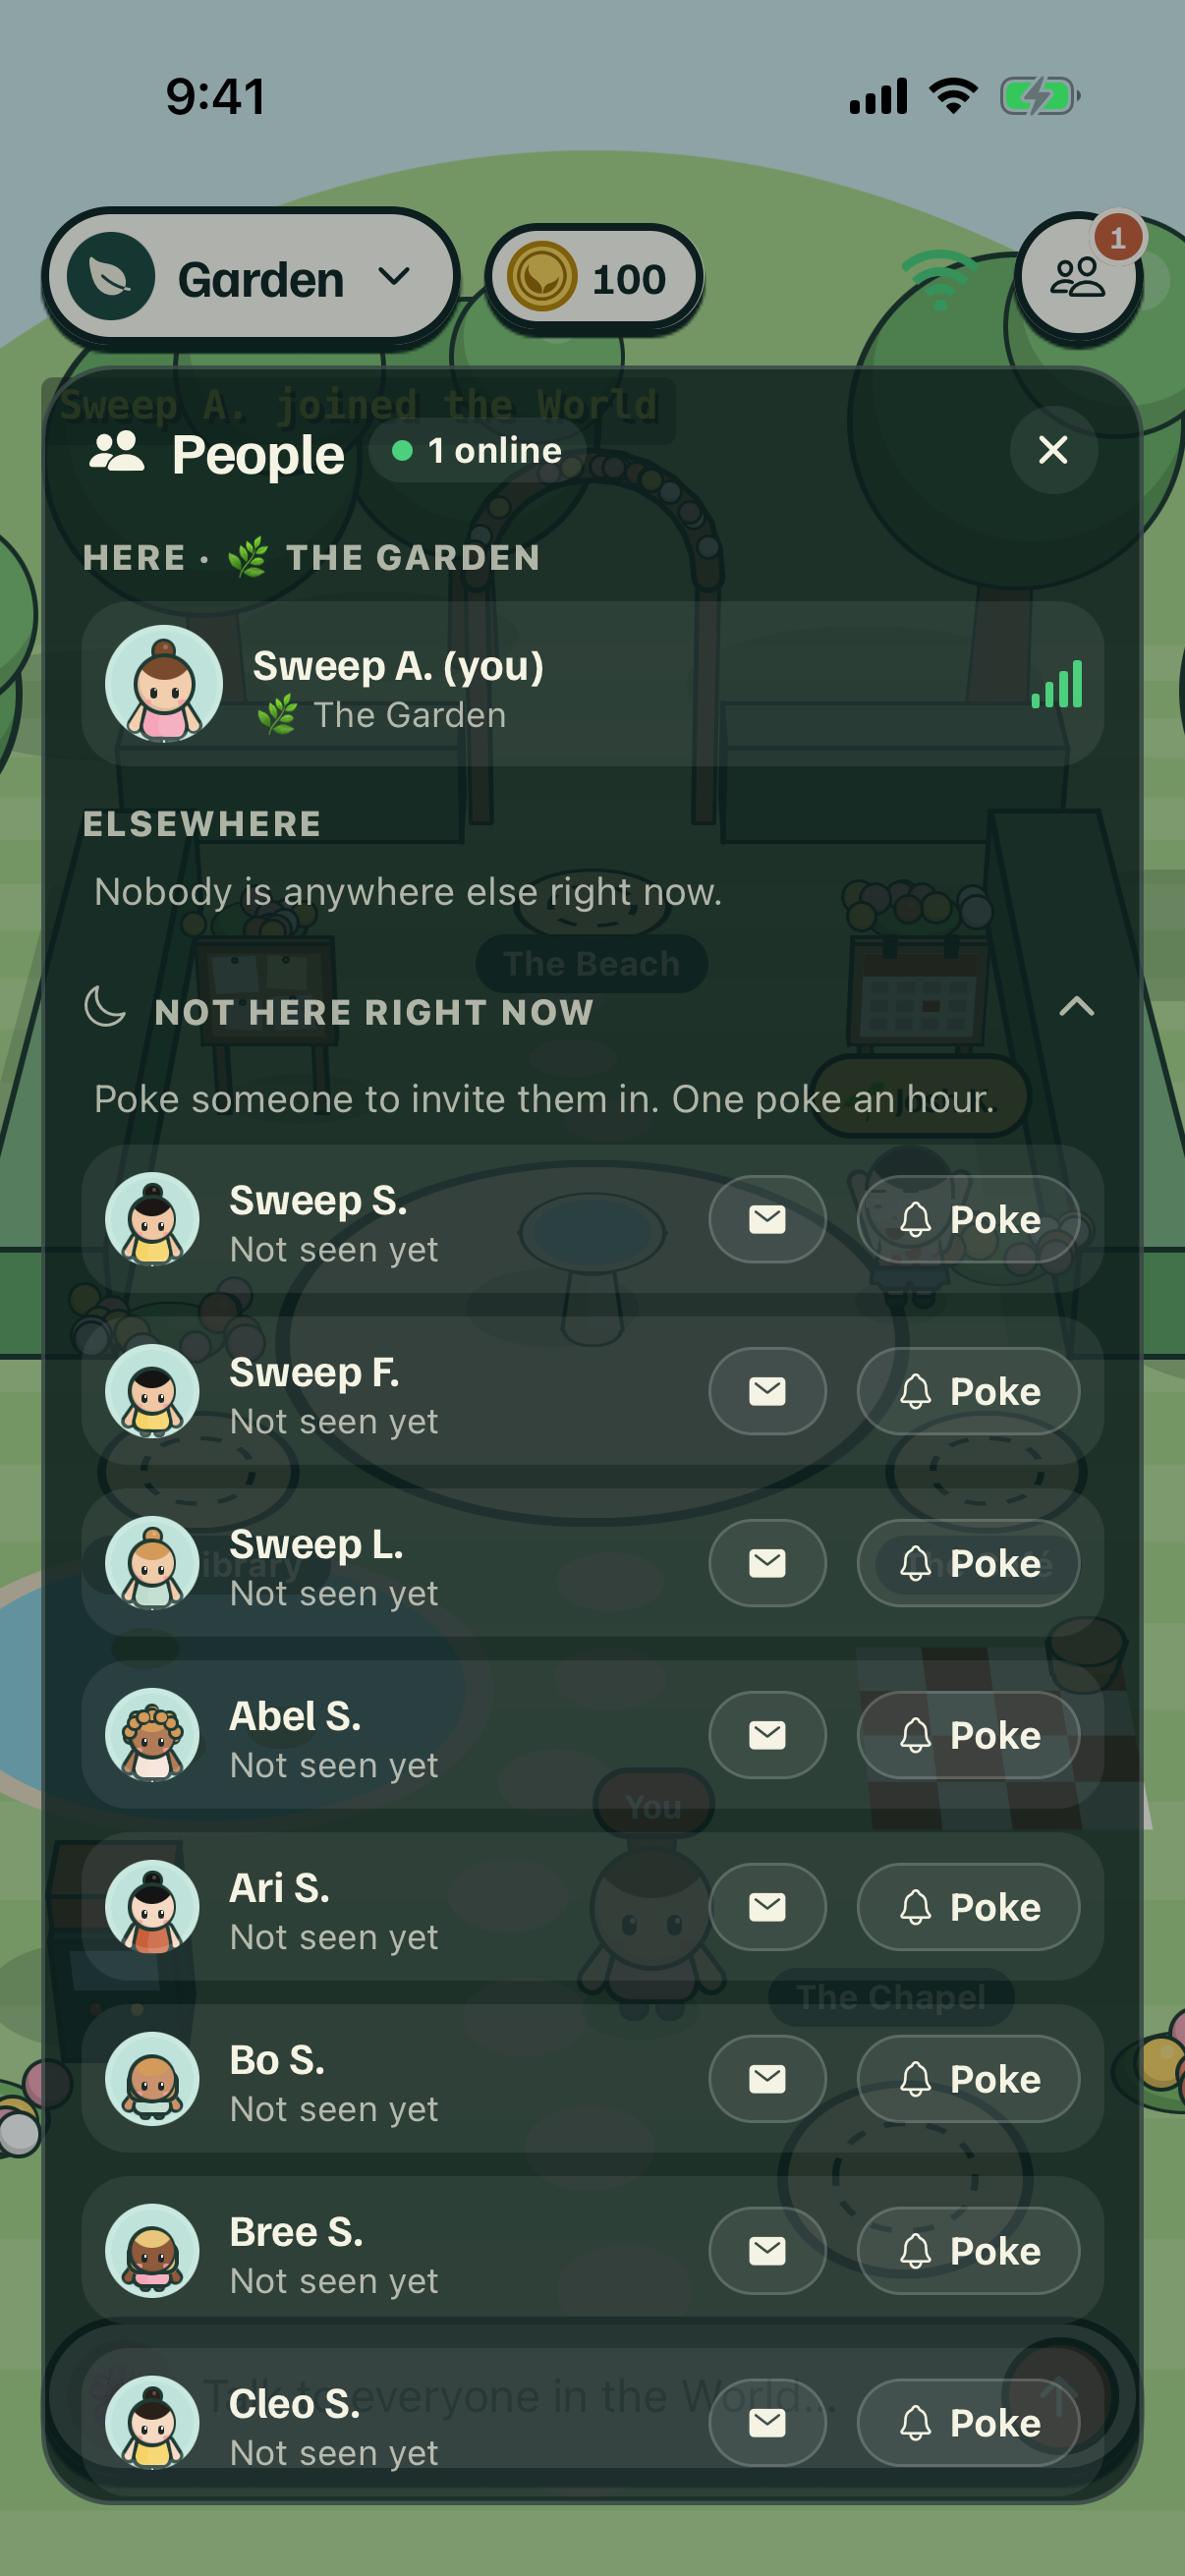 9:41
Garden
100
1
Sweep A. joined the World
People
1 online
HERE · THE GARDEN
Sweep A. (you)
The Garden
ELSEWHERE
Nobody is anywhere else right now.
The Beach
NOT HERE RIGHT NOW
Poke someone to invite them in. One poke an hour.
Sweep S.
Not seen yet
Poke
Sweep F.
Not seen yet
Poke
Sweep L.
Not seen yet
Poke
Abel S.
Not seen yet
Poke
You
Ari S.
Not seen yet
Poke
The Chapel
Bo S.
Not seen yet
Poke
Bree S.
Not seen yet
Poke
everyone in the World...
Cleo S.
Not seen yet
Poke